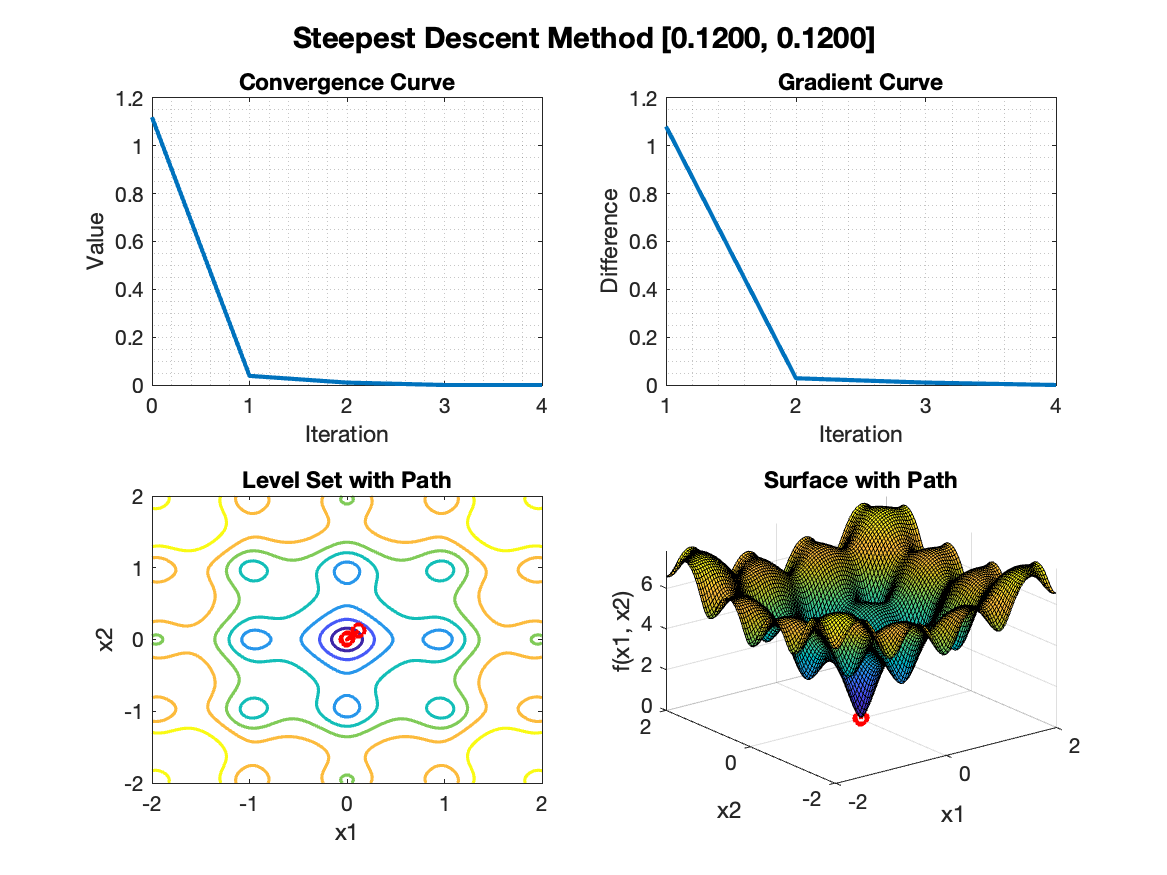 Steepest Descent Method [0.1200, 0.1200]
Convergence Curve
1.2
1
0.8
0.6
0.4
0.2
0
Value
0 1 2 3 4
Iteration
Gradient Curve
1.2
1
0.8
0.6
0.4
0.2
0
Difference
1 2 3 4
Iteration
Level Set with Path
2
1
0
-1
-2
x2
-2 -1 0 1 2
x1
Surface with Path
6
4
2
0
f(x1, x2)
2
0
-2
x2
-2
0
2
x1